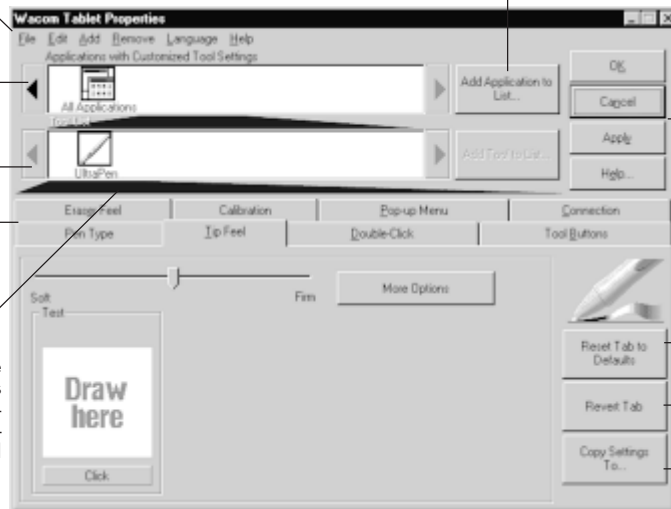 Wacom Tablet Properties
File Edit Add Remove Language Help
Applications with Customized Tool Settings
All Applications
Add Application to
List...
OK
Cancel
Tool List
UltraPen
Add Tool to List...
Apply
Help...
Eraser Feel Calibration Pop-up Menu Connection
Pen Type Tip Feel Double-Click Tool Buttons
Soft Firm
More Options
Test
Draw
here
Click
Reset Tab to
Defaults
Revert Tab
Copy Settings
To...